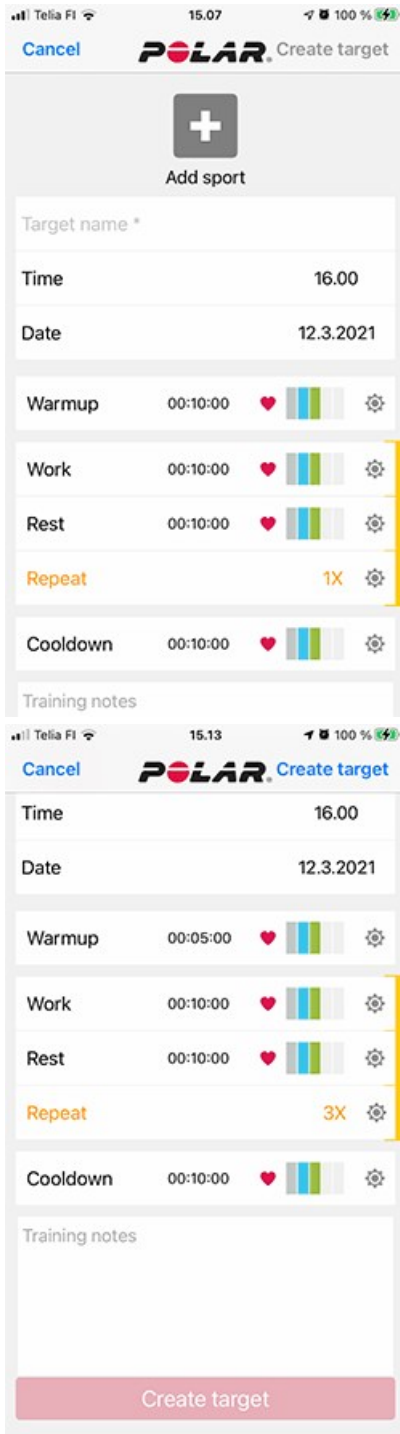 Telia FI 15.07 100 %
Cancel POLAR. Create target
Add sport
Target name *
Time 16.00
Date 12.3.2021
Warmup 00:10:00
Work 00:10:00
Rest 00:10:00
Repeat 1X
Cooldown 00:10:00
Training notes
Telia FI 15.13 100 %
Cancel POLAR. Create target
Time 16.00
Date 12.3.2021
Warmup 00:05:00
Work 00:10:00
Rest 00:10:00
Repeat 3X
Cooldown 00:10:00
Training notes
Create target